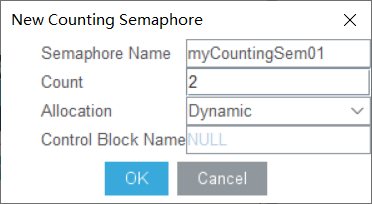 New Counting Semaphore
Semaphore Name myCountingSem01
Count 2
Allocation Dynamic
Control Block Name NULL
OK Cancel